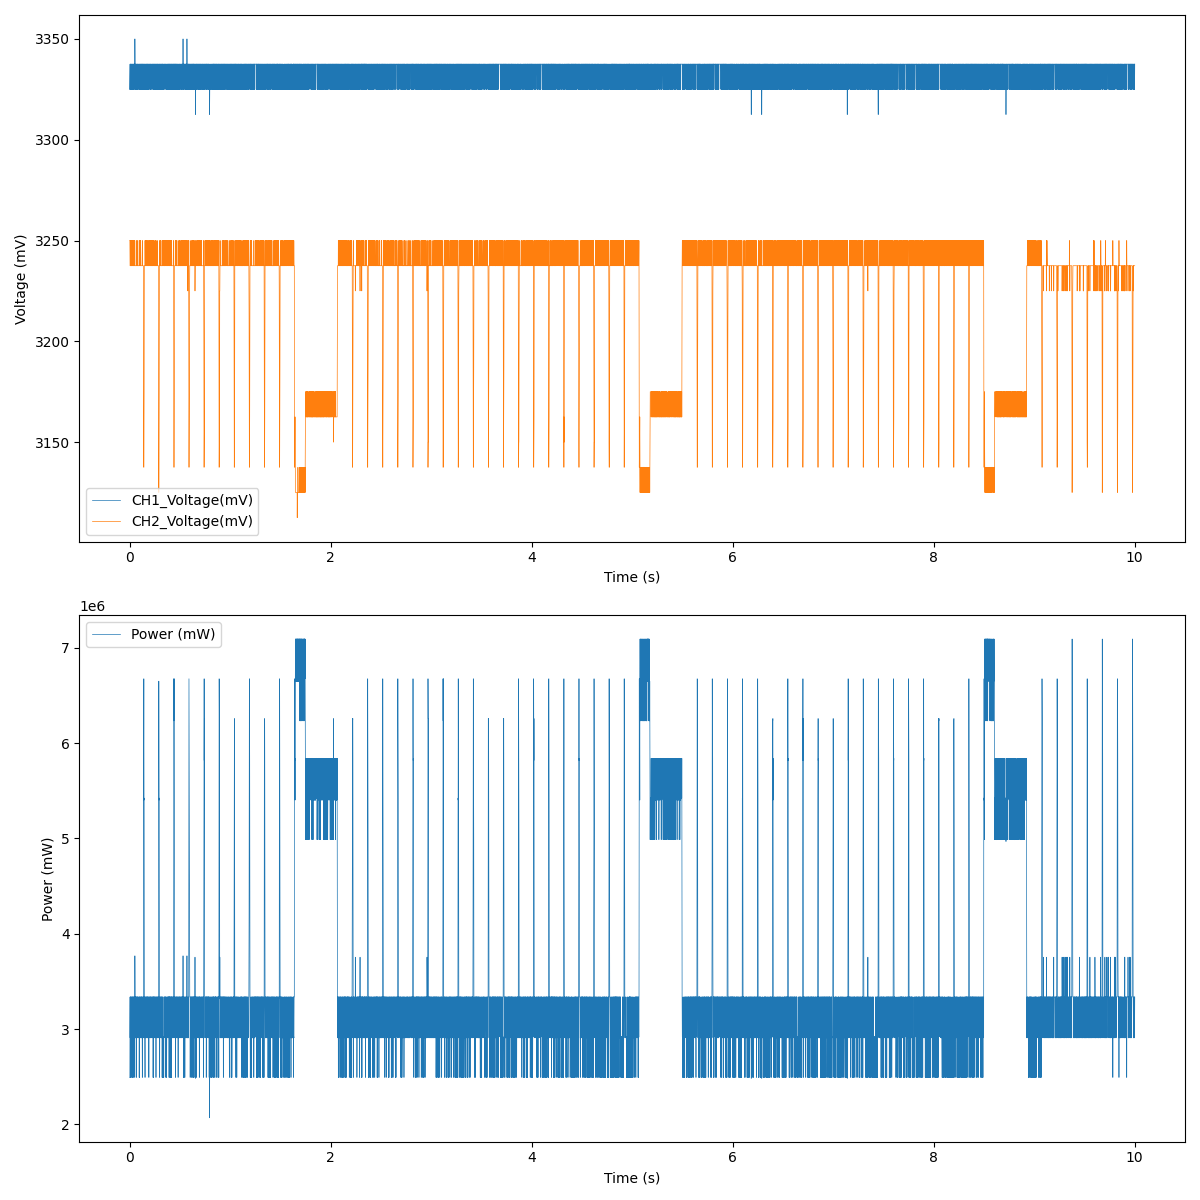 3350
3300
3250
3200
3150
Voltage (mV)
CH1_Voltage(mV)
CH2_Voltage(mV)
0 2 4 6 8 10
Time (s)
1e6
Power (mW)
7
6
5
4
3
2
Power (mW)
0 2 4 6 8 10
Time (s)